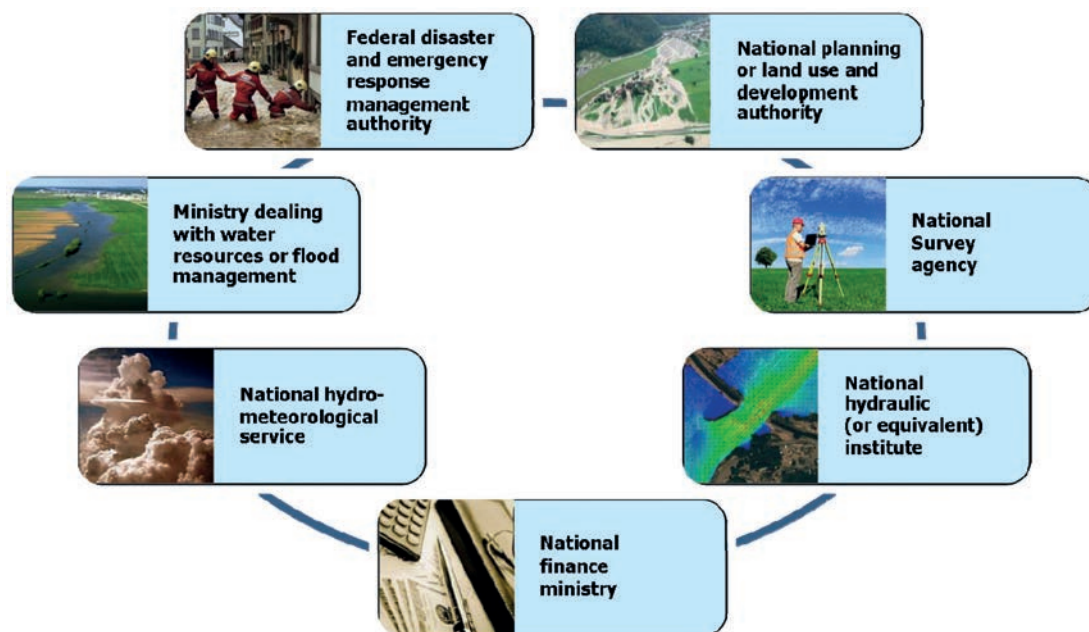 Federal disaster
and emergency
response
management
authority
National planning
or land use and
development
authority
Ministry dealing
with water
resources or flood
management
National
Survey
agency
National hydro-
meteorological
service
National
hydraulic
(or equivalent)
institute
National
finance
ministry